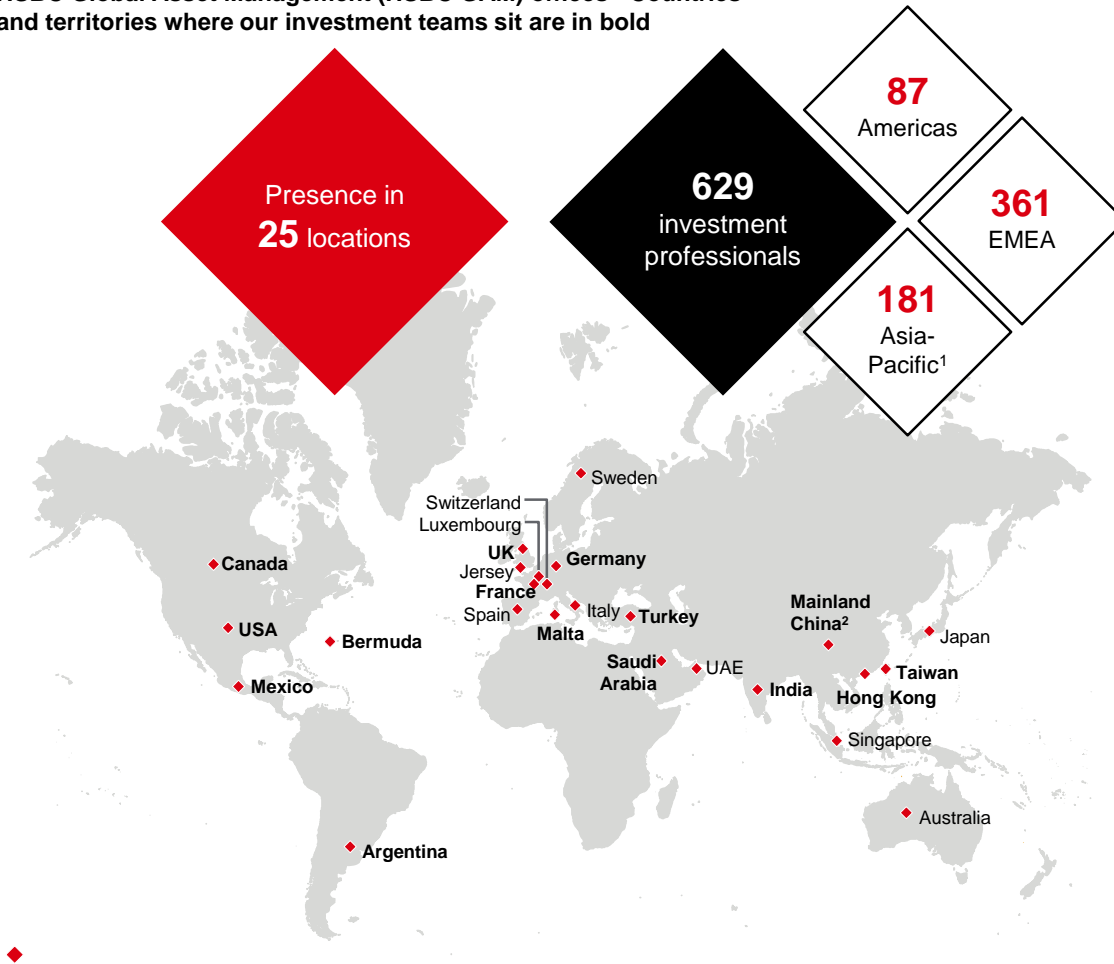 and territories where our investment teams sit are in bold
Presence in
25 locations
629
investment
professionals
87
Americas
361
EMEA
181
Asia-
Pacific¹
Sweden
Switzerland
Luxembourg
UK
Jersey
France
Spain
Germany
Italy
Malta
Turkey
Saudi
Arabia
UAE
India
Mainland
China²
Japan
Taiwan
Hong Kong
Singapore
Australia
Canada
USA
Bermuda
Mexico
Argentina